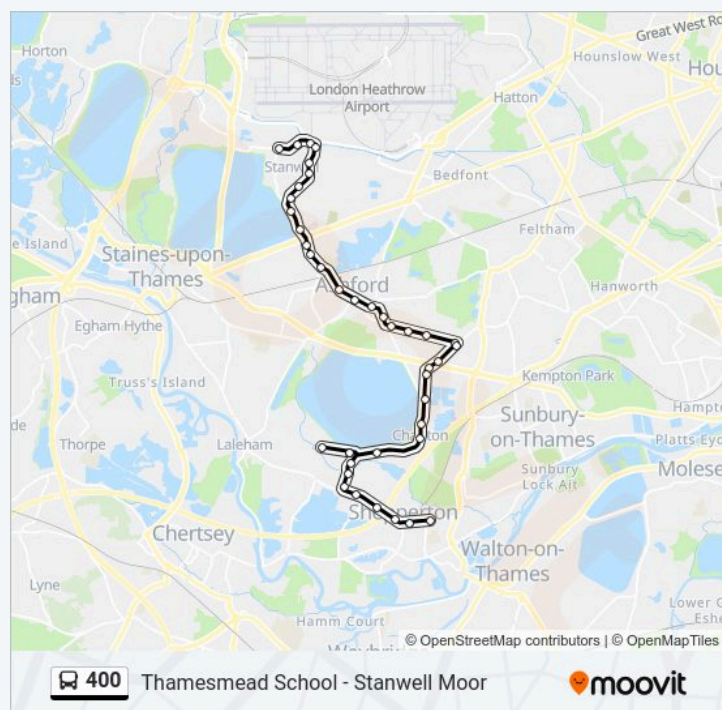 Horton
Great West Ro
Hounslow West
Hou
London Heathrow
Airport
Hatton
Stanwell
Bedfont
Feltham
e Island
Staines-upon-
Thames
Ashford
Hanworth
gham
Egham Hythe
Truss's Island
Kempton Park
Hampt
Sunbury-
on-Thames
de
Thorpe
Laleham
Charlton
Platts Eyo
Sunbury
Lock Ait
Molese
Shepperton
Chertsey
Walton-on-
Thames
Lyne
Lower G
Eshe
Hamm Court
© OpenStreetMap contributors | © OpenMapTiles
400 Thamesmead School - Stanwell Moor
moovit